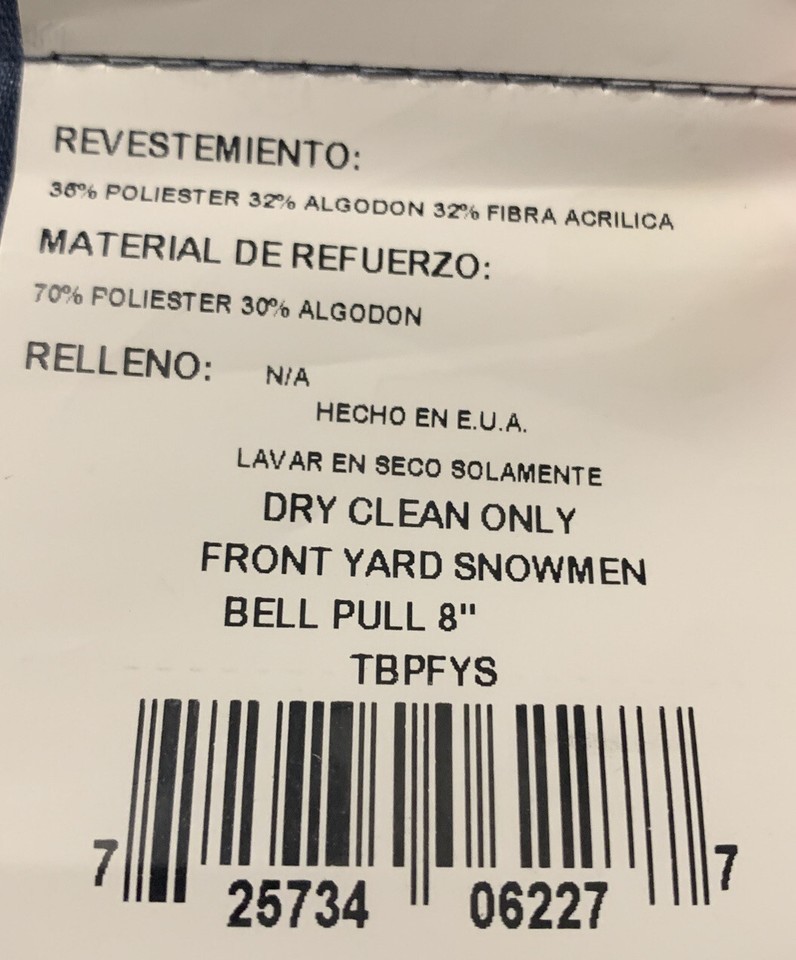 REVESTEMIENTO:
36% POLIESTER 32% ALGODON 32% FIBRA ACRILICA
MATERIAL DE REFUERZO:
70% POLIESTER 30% ALGODON
RELLENO: N/A
HECHO EN E.U.A.
LAVAR EN SECO SOLAMENTE
DRY CLEAN ONLY
FRONT YARD SNOWMEN
BELL PULL 8"
TBPFYS
7 25734 06227 7